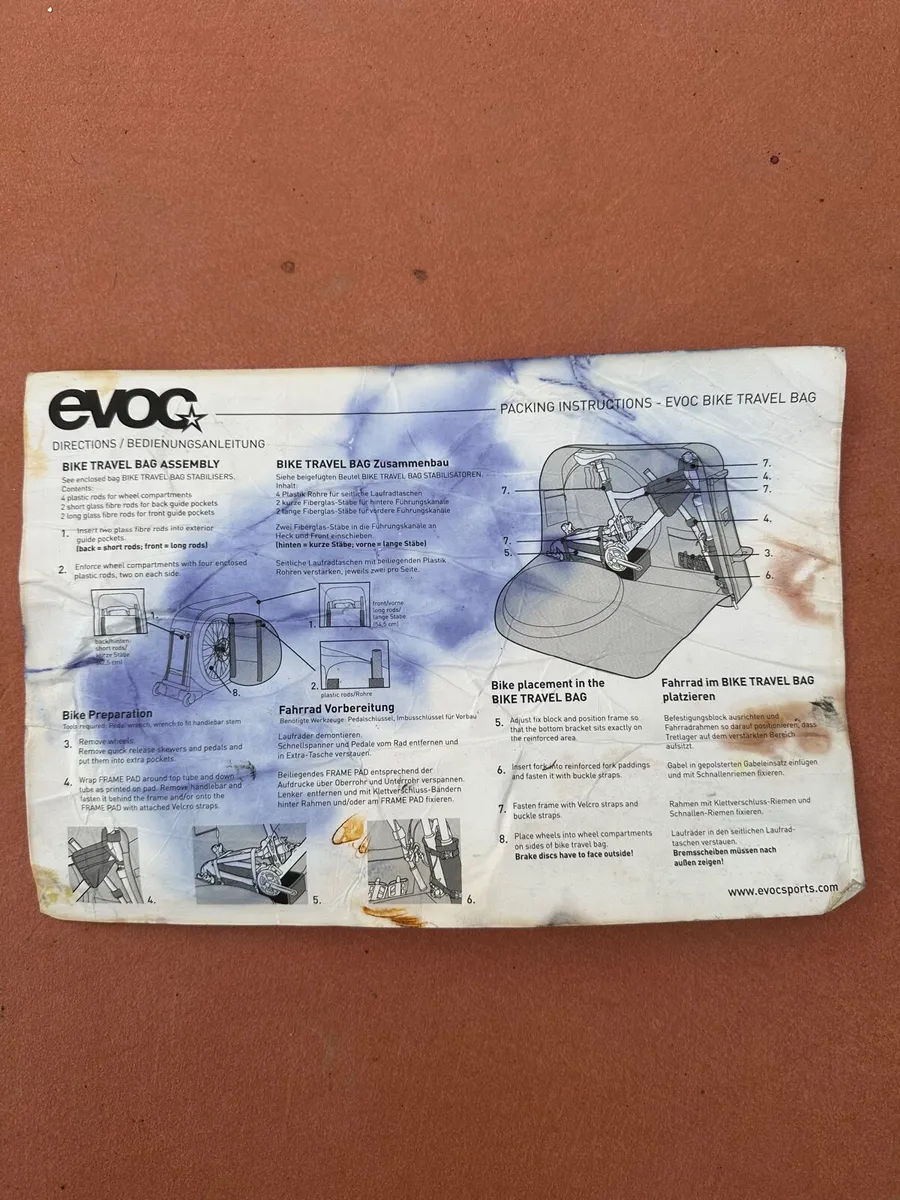 evoc
PACKING INSTRUCTIONS - EVOC BIKE TRAVEL BAG
DIRECTIONS / BEDIENUNGSANLEITUNG
BIKE TRAVEL BAG ASSEMBLY
See enclosed bag BIKE TRAVEL BAG STABILISERS.
Contents:
4 plastic rods for wheel compartments
2 short glass fibre rods for back guide pockets
2 long glass fibre rods for front guide pockets
1. Insert two glass fibre rods into exterior
guide pockets.
(back = short rods; front = long rods)
2. Enforce wheel compartments with four enclosed
plastic rods, two on each side.
BIKE TRAVEL BAG Zusammenbau
Siehe beigefügten Beutel BIKE TRAVEL BAG STABILISATOREN.
Inhalt:
4 Plastik Rohre für seitliche Laufradtaschen
2 kurze Fiberglas-Stäbe für hintere Führungskanäle
2 lange Fiberglas-Stäbe für vordere Führungskanäle
Zwei Fiberglas-Stäbe in die Führungskanäle an
Heck und Front einschieben.
(hinten = kurze Stäbe; vorne = lange Stäbe)
Seitliche Laufradtaschen mit beiliegenden Plastik
Rohren verstärken, jeweils zwei pro Seite.
back/hinten
short rods/
kurze Stäbe
8.
1.
front/vorne
long rods/
lange Stäbe
(54,5 cm)
2.
plastic rods/Rohre
7.
7.
5.
7.
4.
7.
4.
3.
6.
Bike Preparation
Tools required: Pedal wrench, wrench to fit handlebar stem
3. Remove wheels.
Remove quick release skewers and pedals and
put them into extra pockets.
4. Wrap FRAME PAD around top tube and down
tube as printed on pad. Remove handlebar and
fasten it behind the frame and/or onto the
FRAME PAD with attached Velcro straps.
Fahrrad Vorbereitung
Benötigte Werkzeuge: Pedalschlüssel, Imbusschlüssel für Vorbau
Laufräder demontieren.
Schnellspanner und Pedale vom Rad entfernen und
in Extra-Tasche verstauen.
Beiliegendes FRAME PAD entsprechend der
Aufdrucke über Oberrohr und Unterrohr verspannen.
Lenker entfernen und mit Klettverschluss-Bändern
hinter Rahmen und/oder am FRAME PAD fixieren.
4.
5.
6.
Bike placement in the
BIKE TRAVEL BAG
5. Adjust fix block and position frame so
that the bottom bracket sits exactly on
the reinforced area.
6. Insert fork into reinforced fork paddings
and fasten it with buckle straps.
7. Fasten frame with Velcro straps and
buckle straps.
8. Place wheels into wheel compartments
on sides of bike travel bag.
Brake discs have to face outside!
Fahrrad im BIKE TRAVEL BAG
platzieren
Befestigungsblock ausrichten und
Fahrradrahmen so darauf positionieren, dass
Tretlager auf dem verstärkten Bereich
aufsitzt.
Gabel in gepolsterten Gabeleinsatz einfügen
und mit Schnallenriemen fixieren.
Rahmen mit Klettverschluss-Riemen und
Schnallen-Riemen fixieren.
Laufräder in den seitlichen Laufrad-
taschen verstauen.
Bremsscheiben müssen nach
außen zeigen!
www.evocsports.com